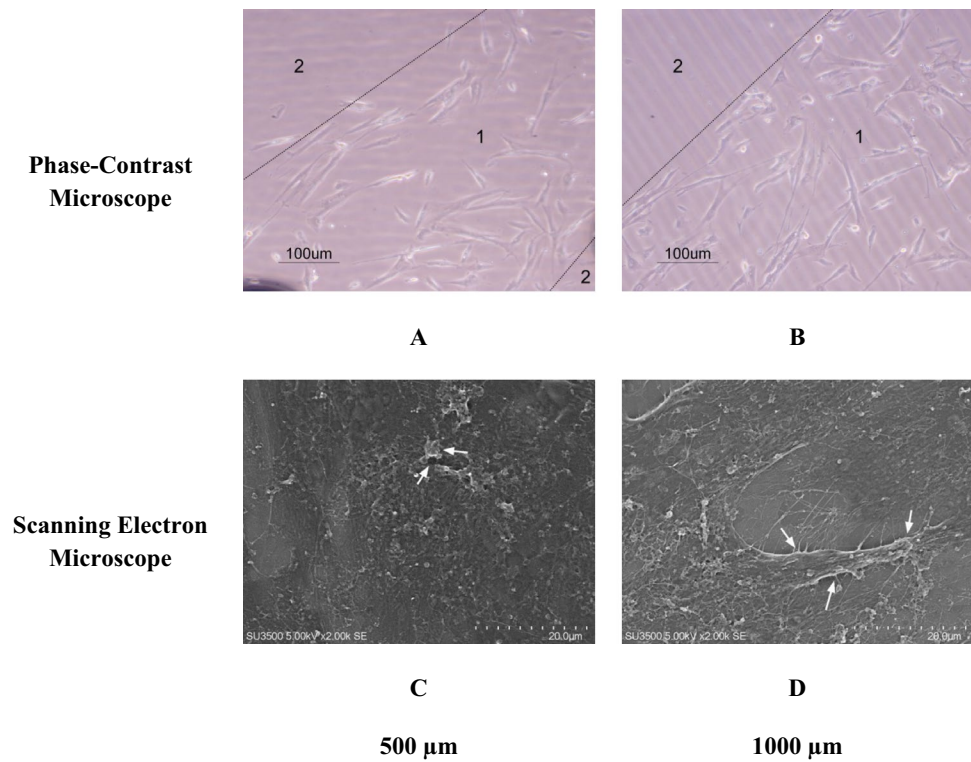 2
1
100um
2
2
1
100um
Phase-Contrast
Microscope
A
B
SU3500 5.00kV x2.00k SE
20.0µm
SU3500 5.00kV x2.00k SE
20.0µm
Scanning Electron
Microscope
C
D
500 µm
1000 µm